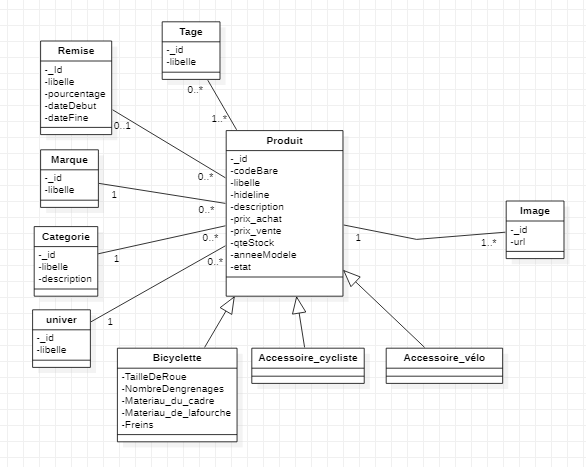 Tage
-_id
-libelle
0..*
1..*
Remise
-_Id
-libelle
-pourcentage
-dateDebut
-dateFine
0..1
0..*
Marque
-_id
-libelle
1
0..*
Produit
-_id
-codeBare
-libelle
-hideline
-description
-prix_achat
-prix_vente
-qteStock
-anneeModele
-etat
Image
-_id
-url
1
1..*
Categorie
-_id
-libelle
-description
1
0..*
univer
-_id
-libelle
1
0..*
Bicyclette
-TailleDeRoue
-NombreDengrenages
-Materiau_du_cadre
-Materiau_de_lafourche
-Freins
Accessoire_cycliste
Accessoire_vélo